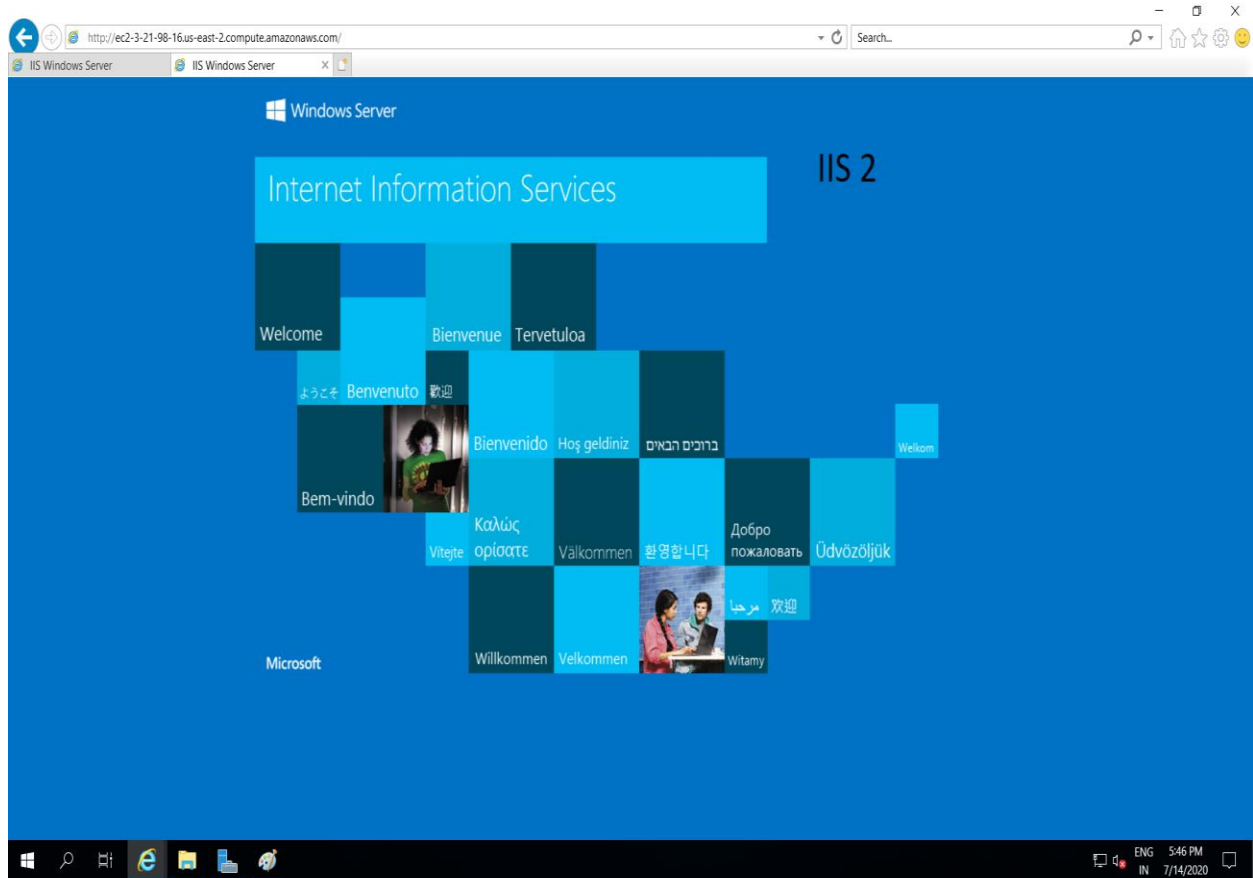 http://ec2-3-21-98-16.us-east-2.compute.amazonaws.com/
Search...
IIS Windows Server
IIS Windows Server
Windows Server
Internet Information Services
IIS 2
Welcome
Bienvenue
Tervetuloa
ようこそ
Benvenuto
歡迎
Bienvenido
Hoş geldiniz
ברוכים הבאים
Welkom
Bem-vindo
Vítejte
Καλώς
ορίσατε
Välkommen
환영합니다
Добро
пожаловать
Üdvözöljük
مرحبا
欢迎
Microsoft
Willkommen
Velkommen
Witamy
ENG
IN
5:46 PM
7/14/2020